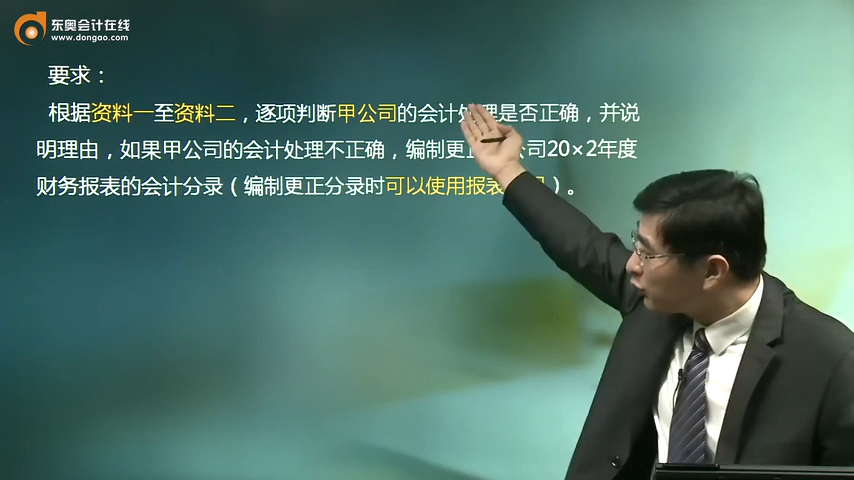 东奥会计在线
www.dongao.com
要求：
根据资料一至资料二，逐项判断甲公司的会计处理是否正确，并说
明理由，如果甲公司的会计处理不正确，编制更正 公司20×2年度
财务报表的会计分录（编制更正分录时可以使用报表 ）。